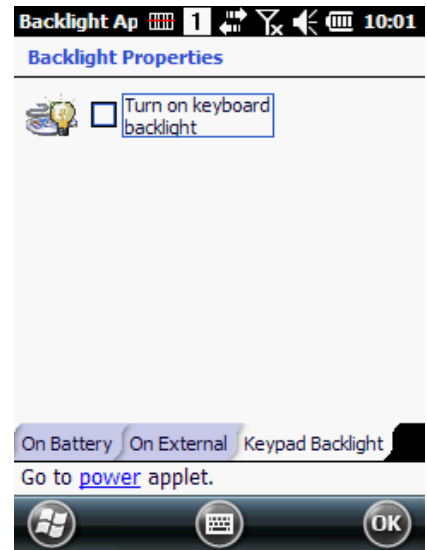 Backlight Ap 1 10:01
Backlight Properties
Turn on keyboard
backlight
On Battery On External Keypad Backlight
Go to power applet.
OK